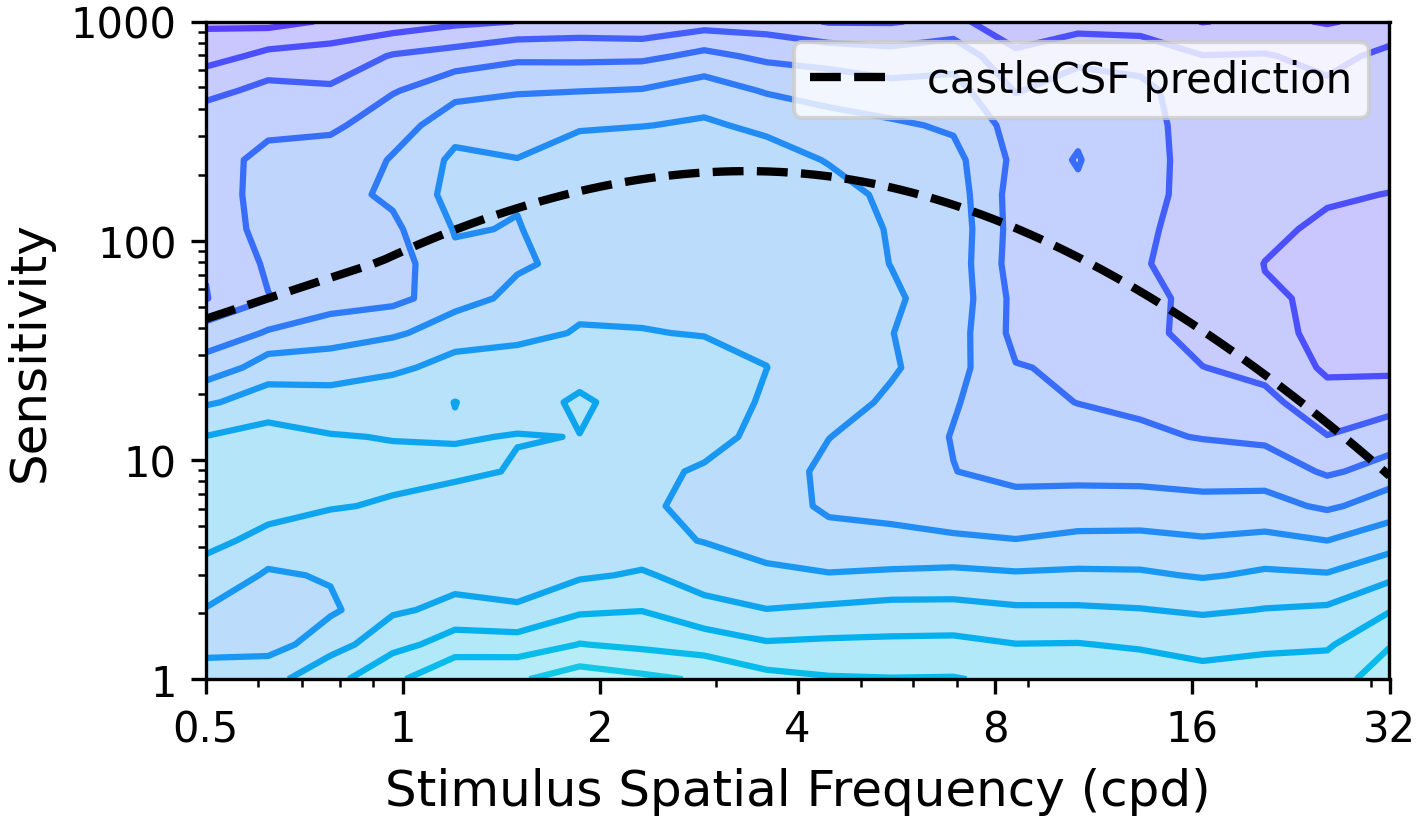 1000
castleCSF prediction
100
10
1
Sensitivity
0.5 1 2 4 8 16 32
Stimulus Spatial Frequency (cpd)